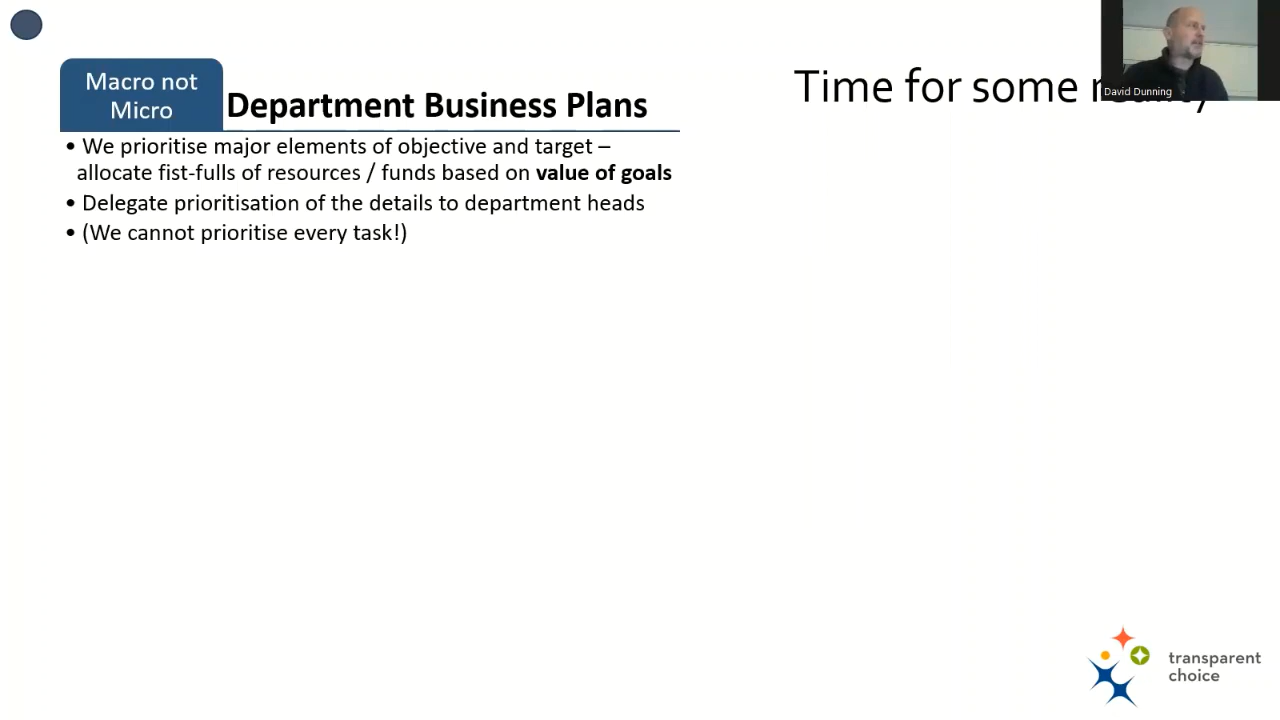 Macro not
Micro
Department Business Plans
• We prioritise major elements of objective and target –
allocate fist-fulls of resources / funds based on value of goals
• Delegate prioritisation of the details to department heads
• (We cannot prioritise every task!)
Time for some
David Dunning
transparent
choice